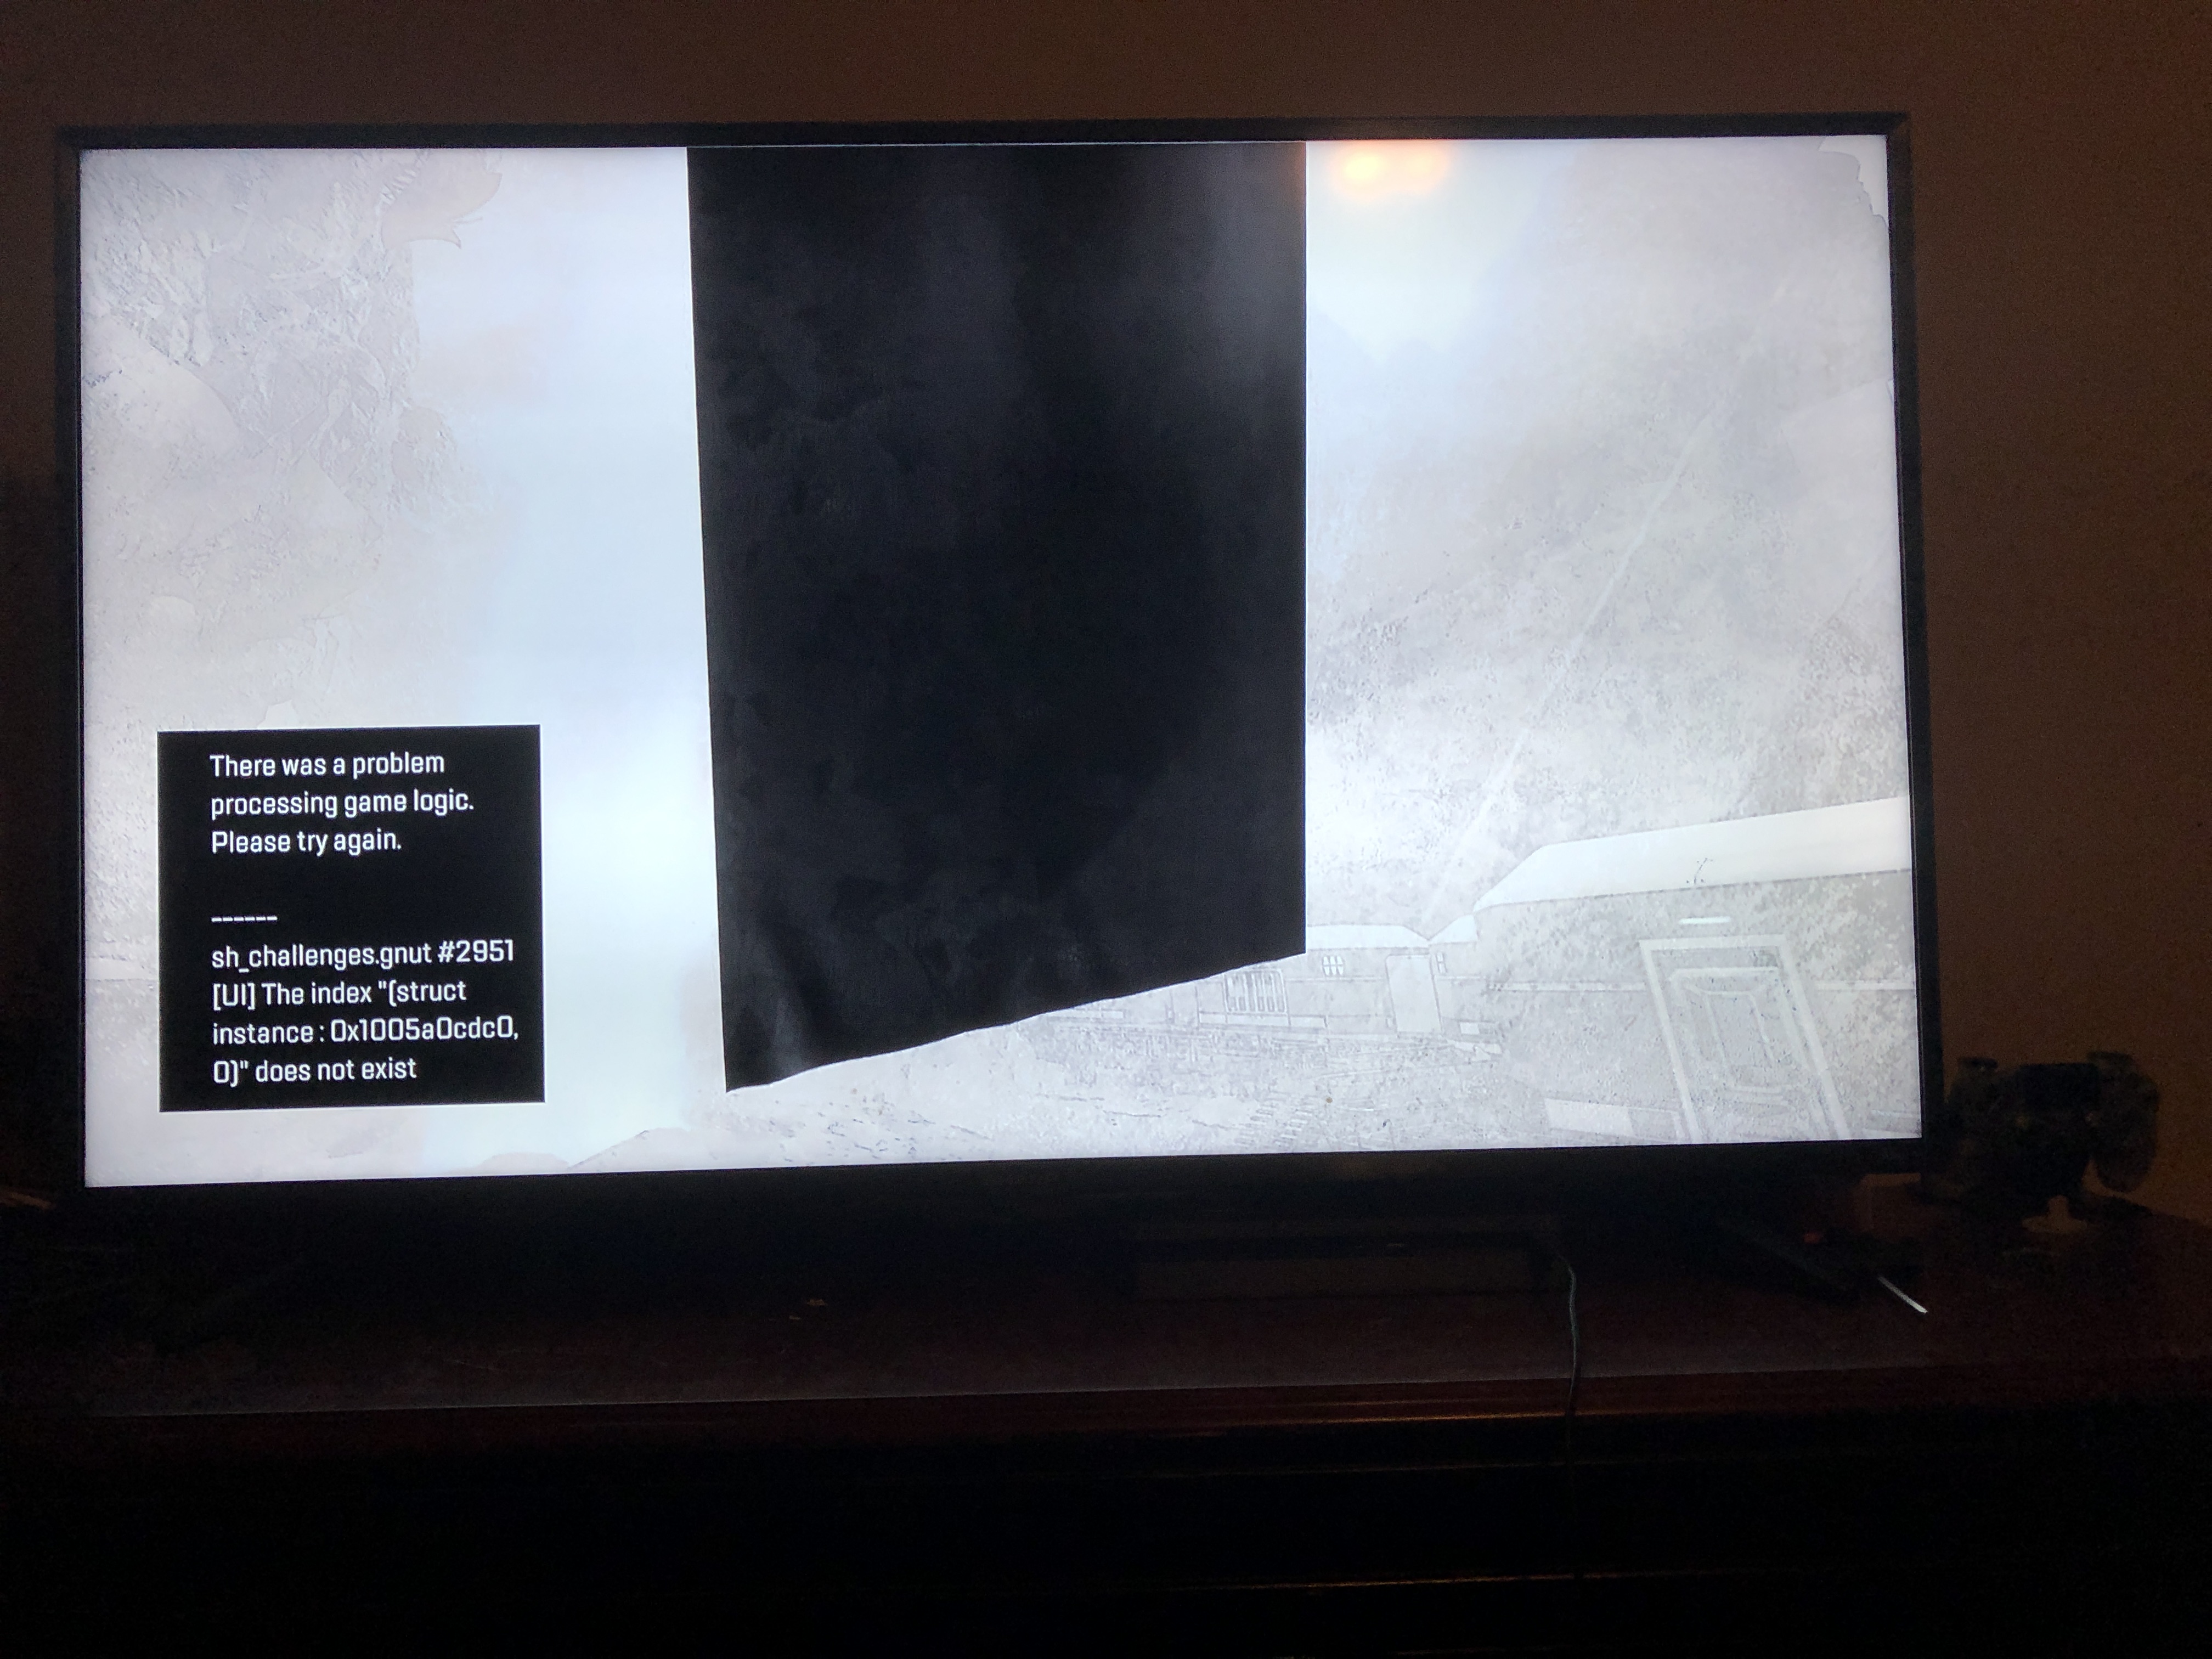 There was a problem
processing game logic.
Please try again.
------
sh_challenges.gnut #2951
[UI] The index "(struct
instance : 0x1005a0cdc0,
0)" does not exist